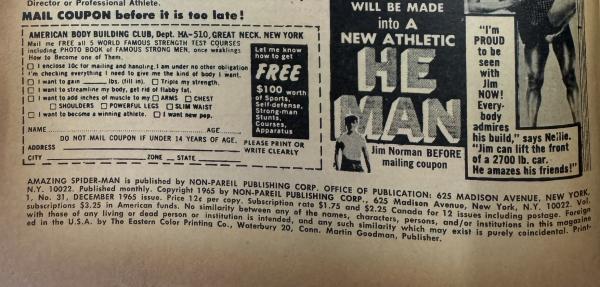 Director or Professional Athlete.
MAIL COUPON before it is too late!
AMERICAN BODY BUILDING CLUB, Dept. MA-510, GREAT NECK, NEW YORK
Mail me FREE all 5 WORLD FAMOUS STRENGTH TEST COURSES
including PHOTO BOOK of FAMOUS STRONG MEN, once weaklings
How to Become one of Them.
I enclose 10c for mailing and handling. I am under no other obligation
I'm checking everything I need to give me the kind of body I want.
I want to gain ____lbs. (fill in). Triple my strength.
I want to streamline my body, get rid of flabby fat.
I want to add inches of muscle to my ARMS CHEST
SHOULDERS POWERFUL LEGS SLIM WAIST
I want to become a winning athlete. I want new pep.
NAME AGE
DO NOT MAIL COUPON IF UNDER 14 YEARS OF AGE.
ADDRESS
CITY ZONE STATE
PLEASE PRINT OR
WRITE CLEARLY
Let me know
how to get
FREE
$100 worth
of Sports,
Self-defense,
Strong-man
Stunts,
Courses,
Apparatus
WILL BE MADE
into A
NEW ATHLETIC
HE
MAN
Jim Norman BEFORE
mailing coupon
"I'm
PROUD
to be
seen
with
Jim
NOW!
Every-
body
admires
his build," says Nellie.
"Jim can lift the front
of a 2700 lb. car.
He amazes his friends!"
AMAZING SPIDER-MAN is published by NON-PAREIL PUBLISHING CORP. OFFICE OF PUBLICATION: 625 MADISON AVENUE, NEW YORK,
N.Y. 10022. Published monthly. Copyright 1965 by NON-PAREIL PUBLISHING CORP., 625 Madison Avenue, New York, N.Y. 10022. Vol.
1, No. 31, DECEMBER 1965 issue. Price 12¢ per copy. Subscription rate $1.75 and $2.25 Canada for 12 issues including postage. Foreign
subscriptions $3.25 in American funds. No similarity between any of the names, characters, persons, and/or institutions in this magazine
with those of any living or dead person or institution is intended, and any such similarity which may exist is purely coincidental. Print-
ed in the U.S.A. by The Eastern Color Printing Co., Waterbury 20, Conn. Martin Goodman, Publisher.